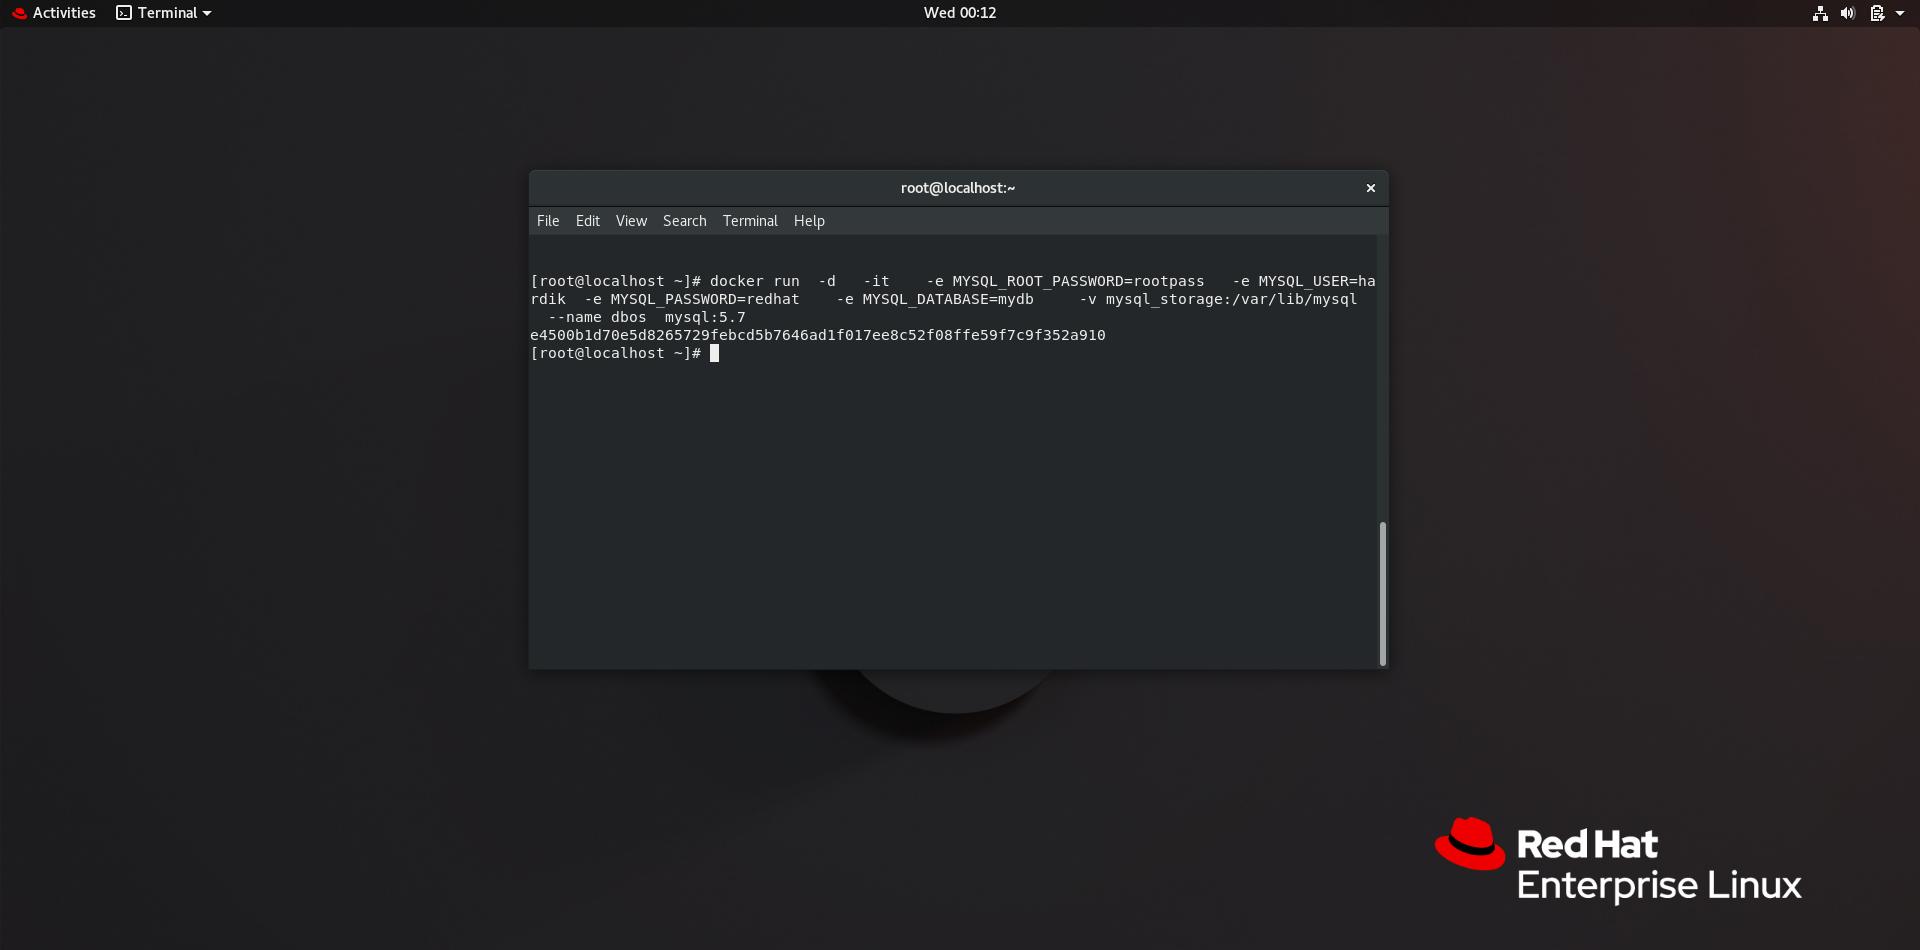 Activities Terminal Wed 00:12
root@localhost:~
File Edit View Search Terminal Help
[root@localhost ~]# docker run  -d   -it    -e MYSQL_ROOT_PASSWORD=rootpass   -e MYSQL_USER=ha
rdik  -e MYSQL_PASSWORD=redhat    -e MYSQL_DATABASE=mydb     -v mysql_storage:/var/lib/mysql
  --name dbos  mysql:5.7
e4500b1d70e5d8265729febcd5b7646ad1f017ee8c52f08ffe59f7c9f352a910
[root@localhost ~]#
Red Hat
Enterprise Linux